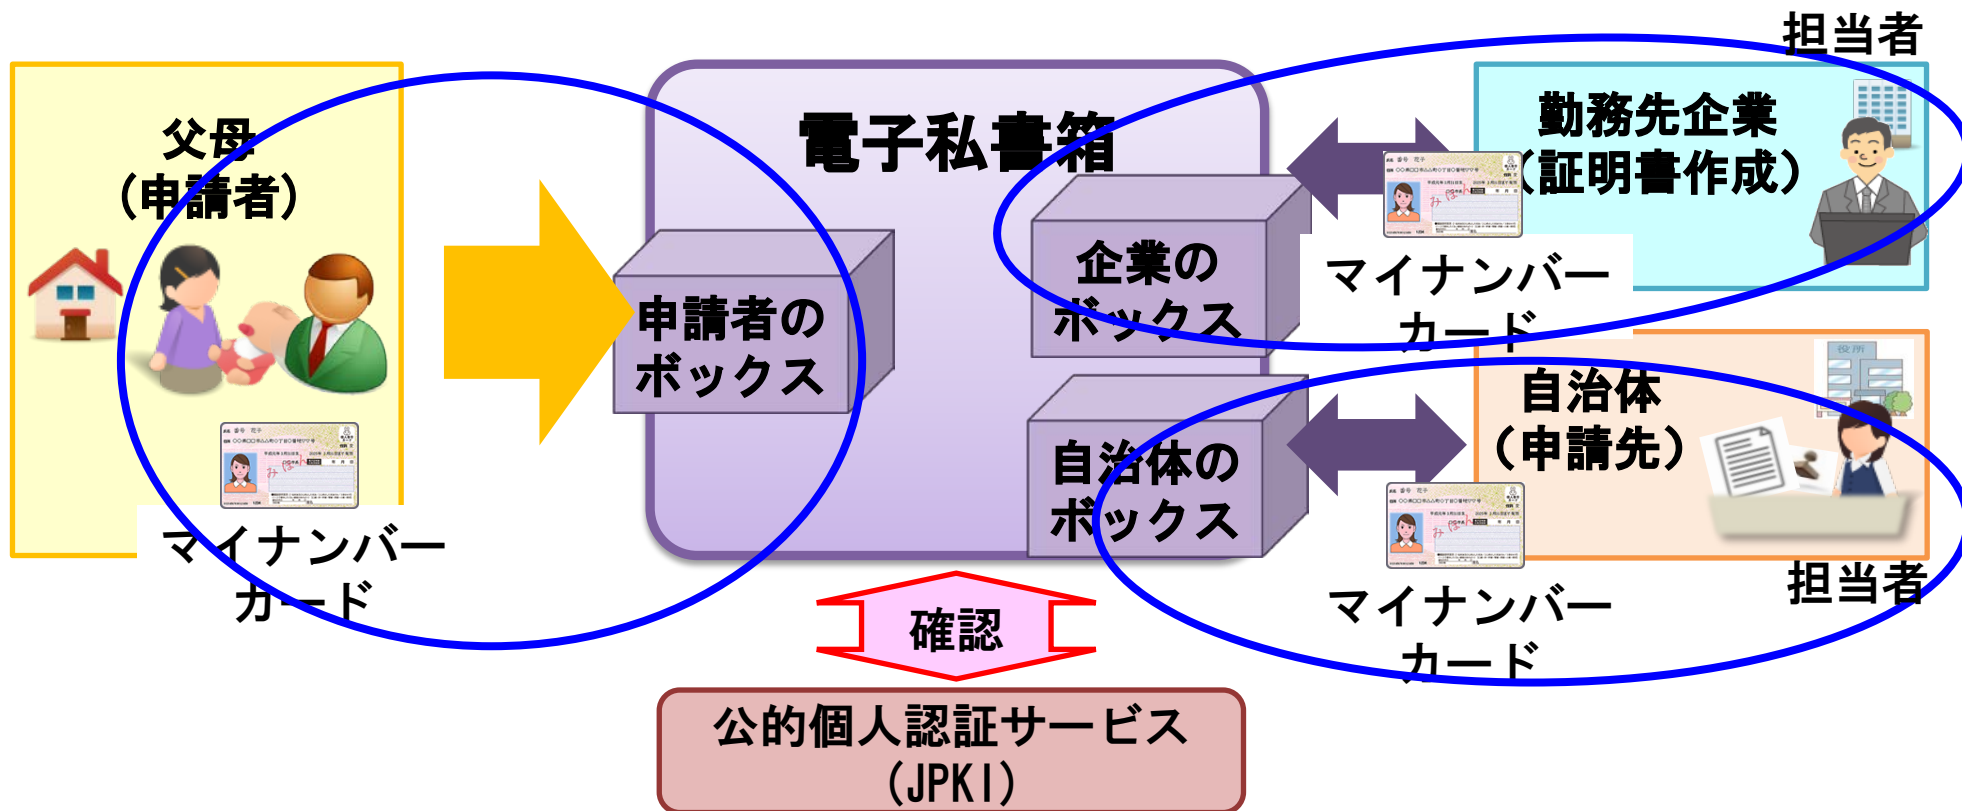 担当者
父母
（申請者）
電子私書箱
勤務先企業
（証明書作成）
企業の
ボックス
マイナンバー
カード
申請者の
ボックス
役所
自治体
（申請先）
自治体の
ボックス
マイナンバー
カード
担当者
マイナンバー
カード
確認
公的個人認証サービス
（JPKI）